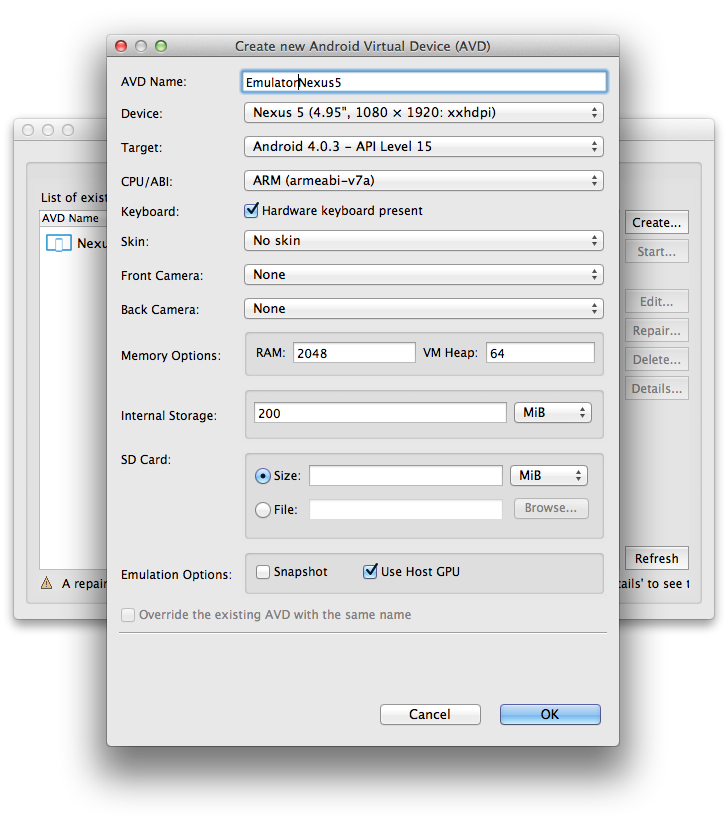 Create new Android Virtual Device (AVD)
AVD Name: EmulatorNexus5
Device: Nexus 5 (4.95", 1080 × 1920: xxhdpi)
Target: Android 4.0.3 – API Level 15
CPU/ABI: ARM (armeabi-v7a)
Keyboard: Hardware keyboard present
Skin: No skin
Front Camera: None
Back Camera: None
Memory Options: RAM: 2048 VM Heap: 64
Internal Storage: 200 MiB
SD Card:
Size: MiB
File: Browse...
Emulation Options: Snapshot Use Host GPU
Override the existing AVD with the same name
Cancel OK
List of exist
AVD Name
Nexu
Create...
Start...
Edit...
Repair...
Delete...
Details...
Refresh
A repair
ails' to see t